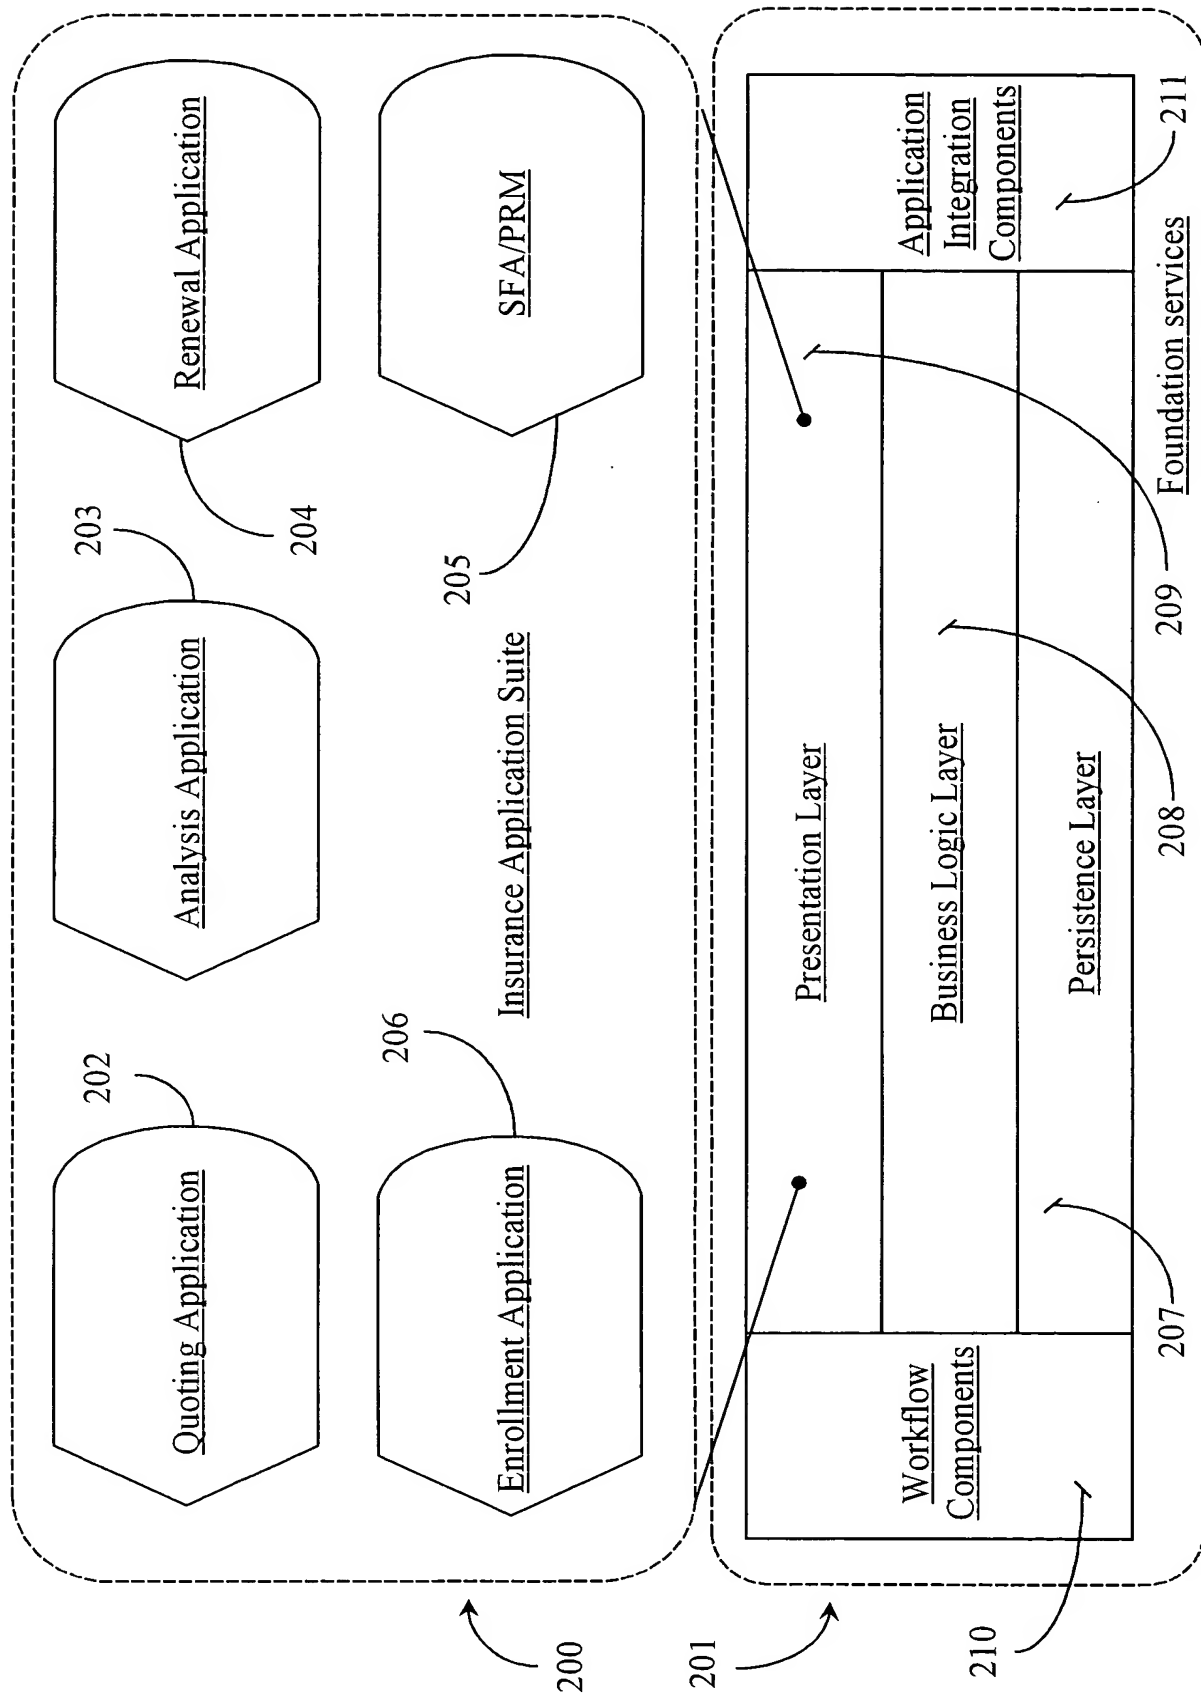 202
203
Quoting Application
Analysis Application
Renewal Application
204
206
205
Enrollment Application
Insurance Application Suite
SFA/PRM
200
201
Workflow
Components
Presentation Layer
Business Logic Layer
Persistence Layer
Application
Integration
Components
210
207
208
209
211
Foundation services